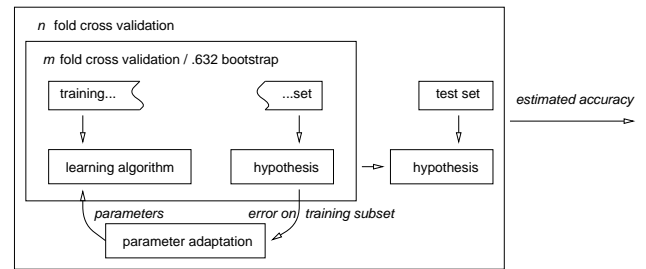 n fold cross validation
m fold cross validation / .632 bootstrap
training...
...set
test set
estimated accuracy
learning algorithm
hypothesis
hypothesis
parameters
error on training subset
parameter adaptation